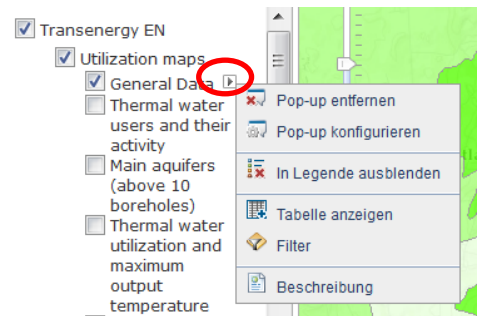 Transenergy EN
Utilization maps
General Data
Thermal water
users and their
activity
Main aquifers
(above 10
boreholes)
Thermal water
utilization and
maximum
output
temperature
Pop-up entfernen
Pop-up konfigurieren
In Legende ausblenden
Tabelle anzeigen
Filter
Beschreibung